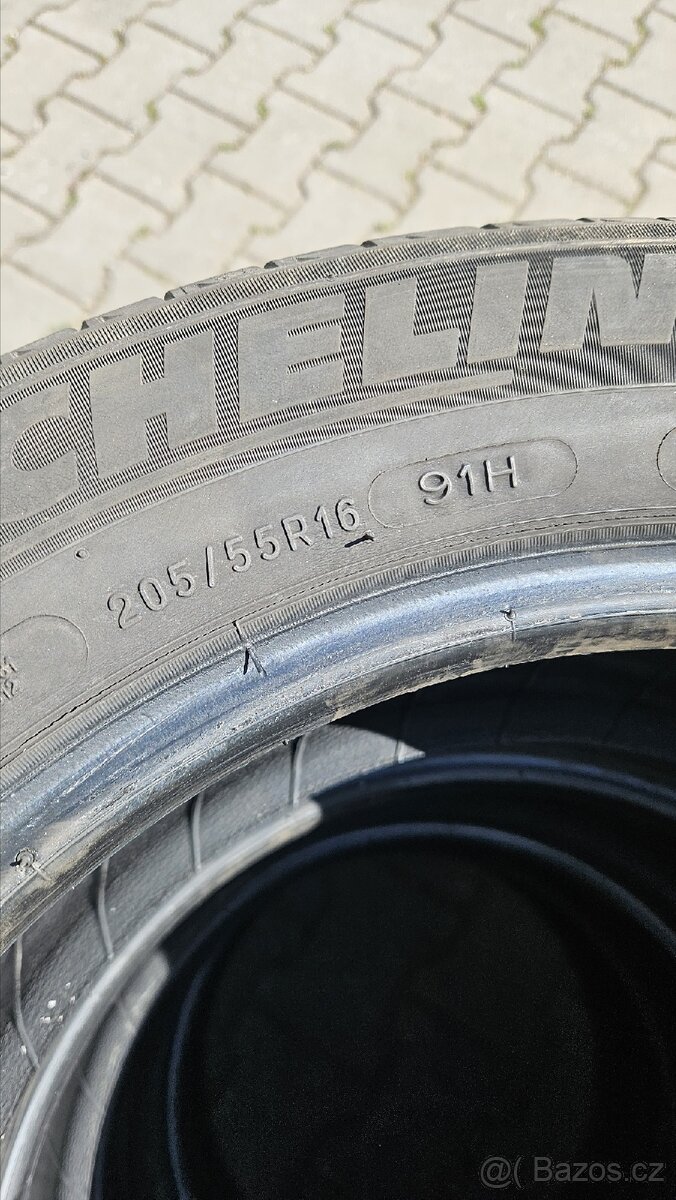 CHELIN
205/55R16 91H
@( Bazos.cz